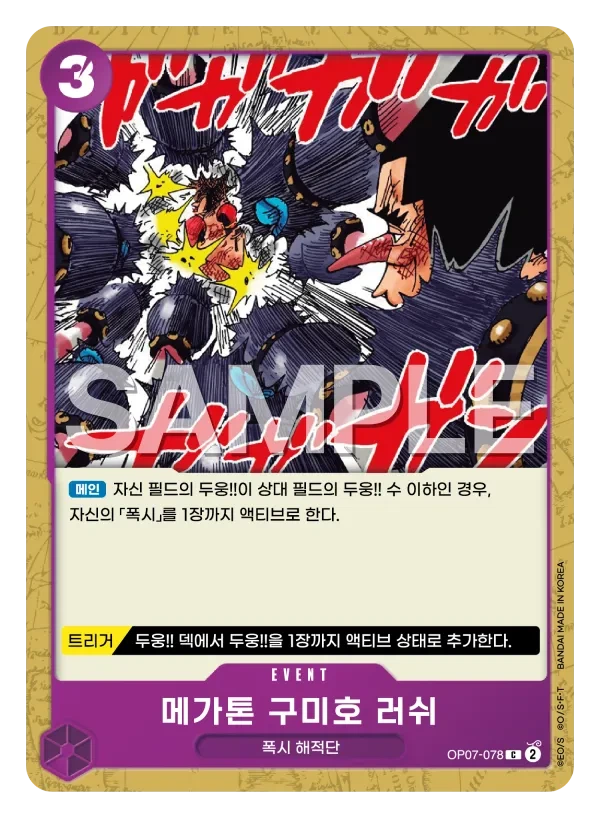 3
SAMPLE
메인 자신 필드의 두웅!!이 상대 필드의 두웅!! 수 이하인 경우,
자신의 「폭시」를 1장까지 액티브로 한다.
트리거 두웅!! 덱에서 두웅!!을 1장까지 액티브 상태로 추가한다.
EVENT
메가톤 구미호 러쉬
폭시 해적단
OP07-078 C 2
©EO/S ©O/S·F·T· BANDAI MADE IN KOREA